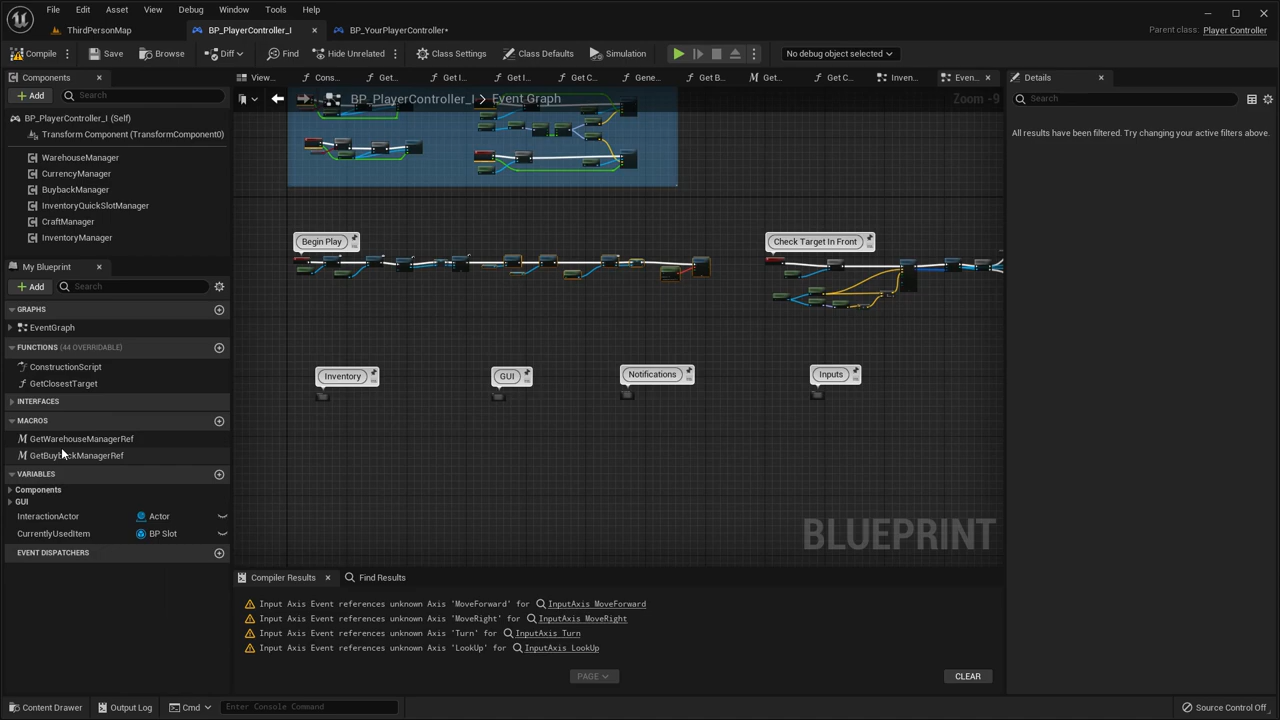 File Edit Asset View Debug Window Tools Help
ThirdPersonMap BP_PlayerController_I BP_YourPlayerController* Parent class: Player Controller
Compile Save Browse Diff Find Hide Unrelated Class Settings Class Defaults Simulation No debug object selected
Components View... Cons... Get... Get I... Get I... Get C... Gene... Get B... Get... Get C... Inven... Even... Details
Add Search BP_PlayerController_I > Event Graph Zoom -9 Search
BP_PlayerController_I (Self)
Transform Component (TransformComponent0) All results have been filtered. Try changing your active filters above.
WarehouseManager
CurrencyManager
BuybackManager
InventoryQuickSlotManager
CraftManager
InventoryManager
Begin Play Check Target In Front
My Blueprint
Add Search
GRAPHS
EventGraph
FUNCTIONS (44 OVERRIDABLE)
ConstructionScript
GetClosentTarget
Inventory GUI Notifications Inputs
INTERFACES
MACROS
GetWarehouseManagerRef
GetBuybackManagerRef
VARIABLES
Components
GUI
InteractionActor Actor
CurrentlyUsedItem BP Slot
BLUEPRINT
EVENT DISPATCHERS
Compiler Results Find Results
Input Axis Event references unknown Axis 'MoveForward' for InputAxis MoveForward
Input Axis Event references unknown Axis 'MoveRight' for InputAxis MoveRight
Input Axis Event references unknown Axis 'Turn' for InputAxis Turn
Input Axis Event references unknown Axis 'LookUp' for InputAxis LookUp
PAGE CLEAR
Content Drawer Output Log Cmd Enter Console Command Source Control Off